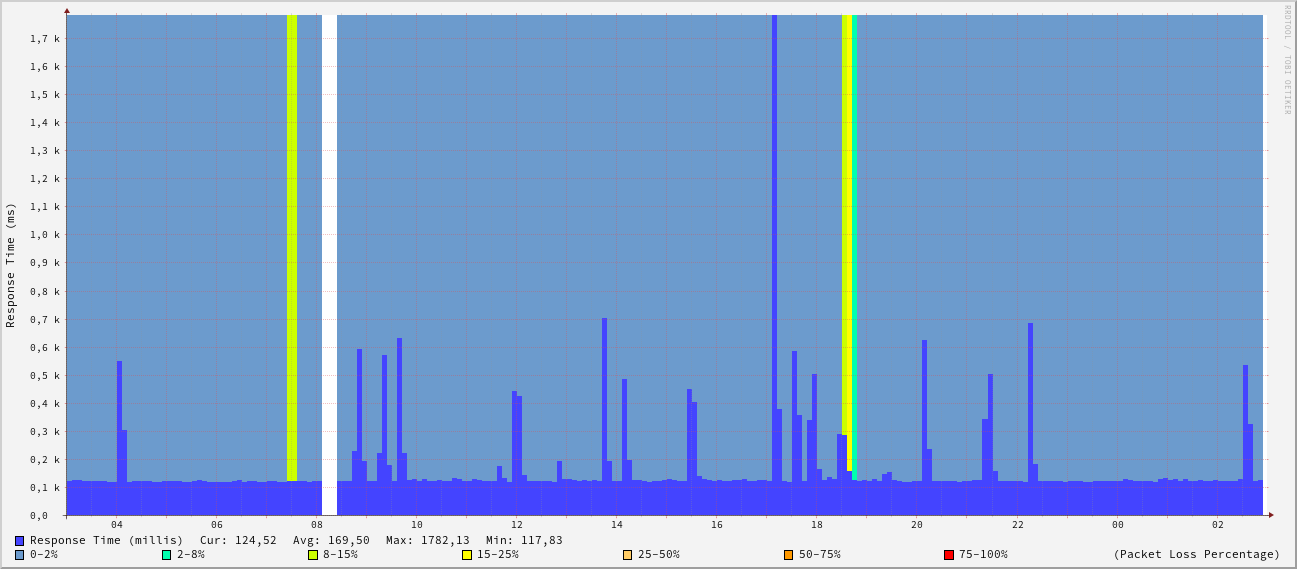 RRDTOOL / TOBI OETIKER
Response Time (ms)
1,7 k
1,6 k
1,5 k
1,4 k
1,3 k
1,2 k
1,1 k
1,0 k
0,9 k
0,8 k
0,7 k
0,6 k
0,5 k
0,4 k
0,3 k
0,2 k
0,1 k
0,0
04 06 08 10 12 14 16 18 20 22 00 02
Response Time (millis) Cur: 124,52 Avg: 169,50 Max: 1782,13 Min: 117,83
0-2% 2-8% 8-15% 15-25% 25-50% 50-75% 75-100% (Packet Loss Percentage)